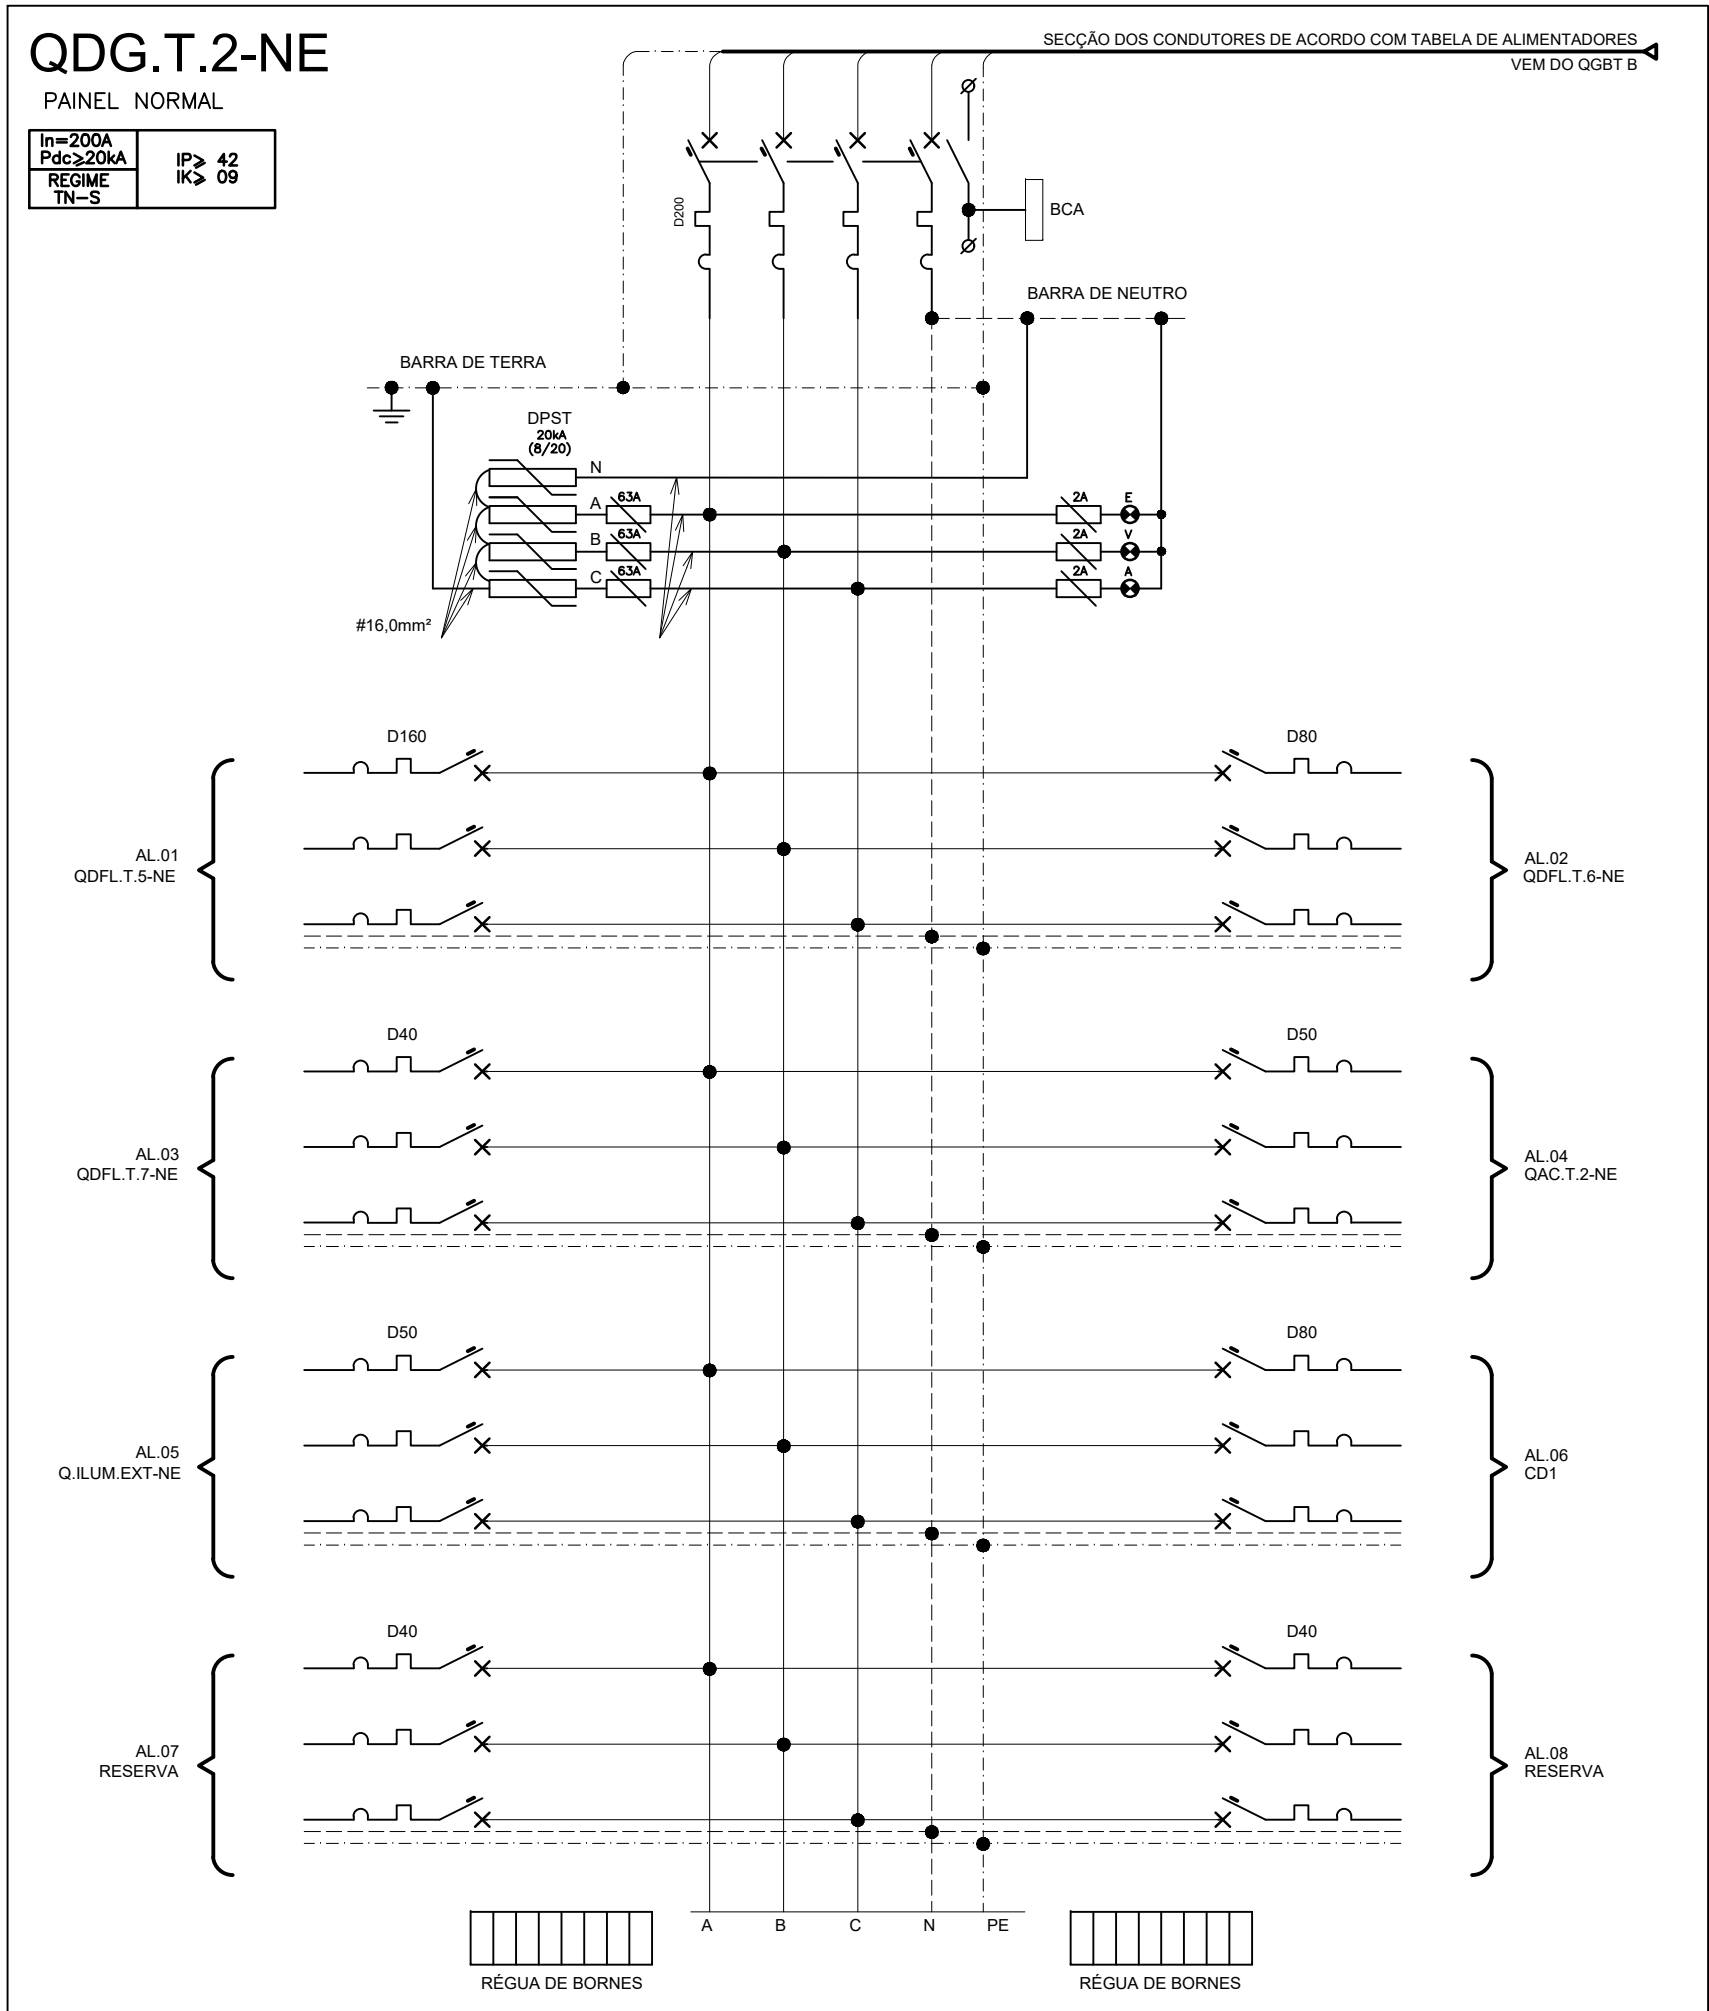 QDG.T.2-NE
PAINEL NORMAL
In=200A
Pdc≥20kA
REGIME
TN-S
IP≥ 42
IK≥ 09
SECÇÃO DOS CONDUTORES DE ACORDO COM TABELA DE ALIMENTADORES
VEM DO QGBT B
D200
BCA
BARRA DE NEUTRO
BARRA DE TERRA
DPST
20kA
(8/20)
N
A 63A 2A E
B 63A 2A V
C 63A 2A A
#16,0mm²
D160
D80
AL.01
QDFL.T.5-NE
AL.02
QDFL.T.6-NE
D40
D50
AL.03
QDFL.T.7-NE
AL.04
QAC.T.2-NE
D50
D80
AL.05
Q.ILUM.EXT-NE
AL.06
CD1
D40
D40
AL.07
RESERVA
AL.08
RESERVA
A B C N PE
RÉGUA DE BORNES
RÉGUA DE BORNES